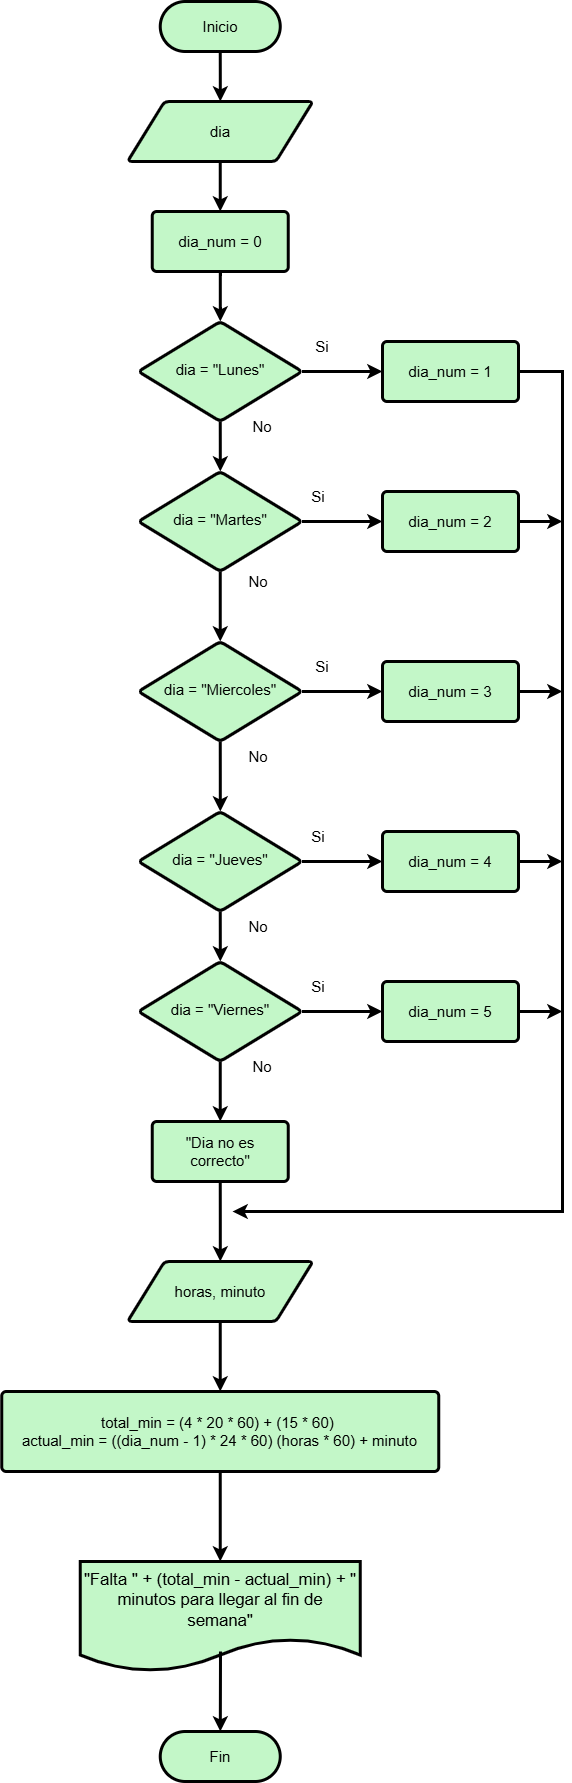 Inicio
dia
dia_num = 0
dia = "Lunes"
Si
dia_num = 1
No
dia = "Martes"
Si
dia_num = 2
No
dia = "Miercoles"
Si
dia_num = 3
No
dia = "Jueves"
Si
dia_num = 4
No
dia = "Viernes"
Si
dia_num = 5
No
"Dia no es
correcto"
horas, minuto
total_min = (4 * 20 * 60) + (15 * 60)
actual_min = ((dia_num - 1) * 24 * 60) (horas * 60) + minuto
"Falta " + (total_min - actual_min) + "
minutos para llegar al fin de
semana"
Fin